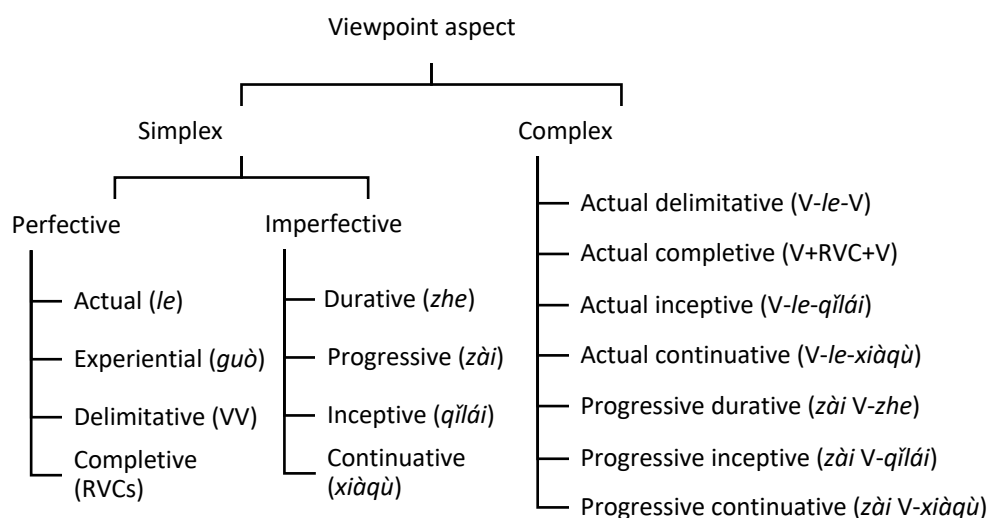 Viewpoint aspect
Simplex
Complex
Perfective
Imperfective
Actual (le)
Experiential (guò)
Delimitative (VV)
Completive
(RVCs)
Durative (zhe)
Progressive (zài)
Inceptive (qǐlái)
Continuative
(xiàqù)
Actual delimitative (V-le-V)
Actual completive (V+RVC+V)
Actual inceptive (V-le-qǐlái)
Actual continuative (V-le-xiàqù)
Progressive durative (zài V-zhe)
Progressive inceptive (zài V-qǐlái)
Progressive continuative (zài V-xiàqù)